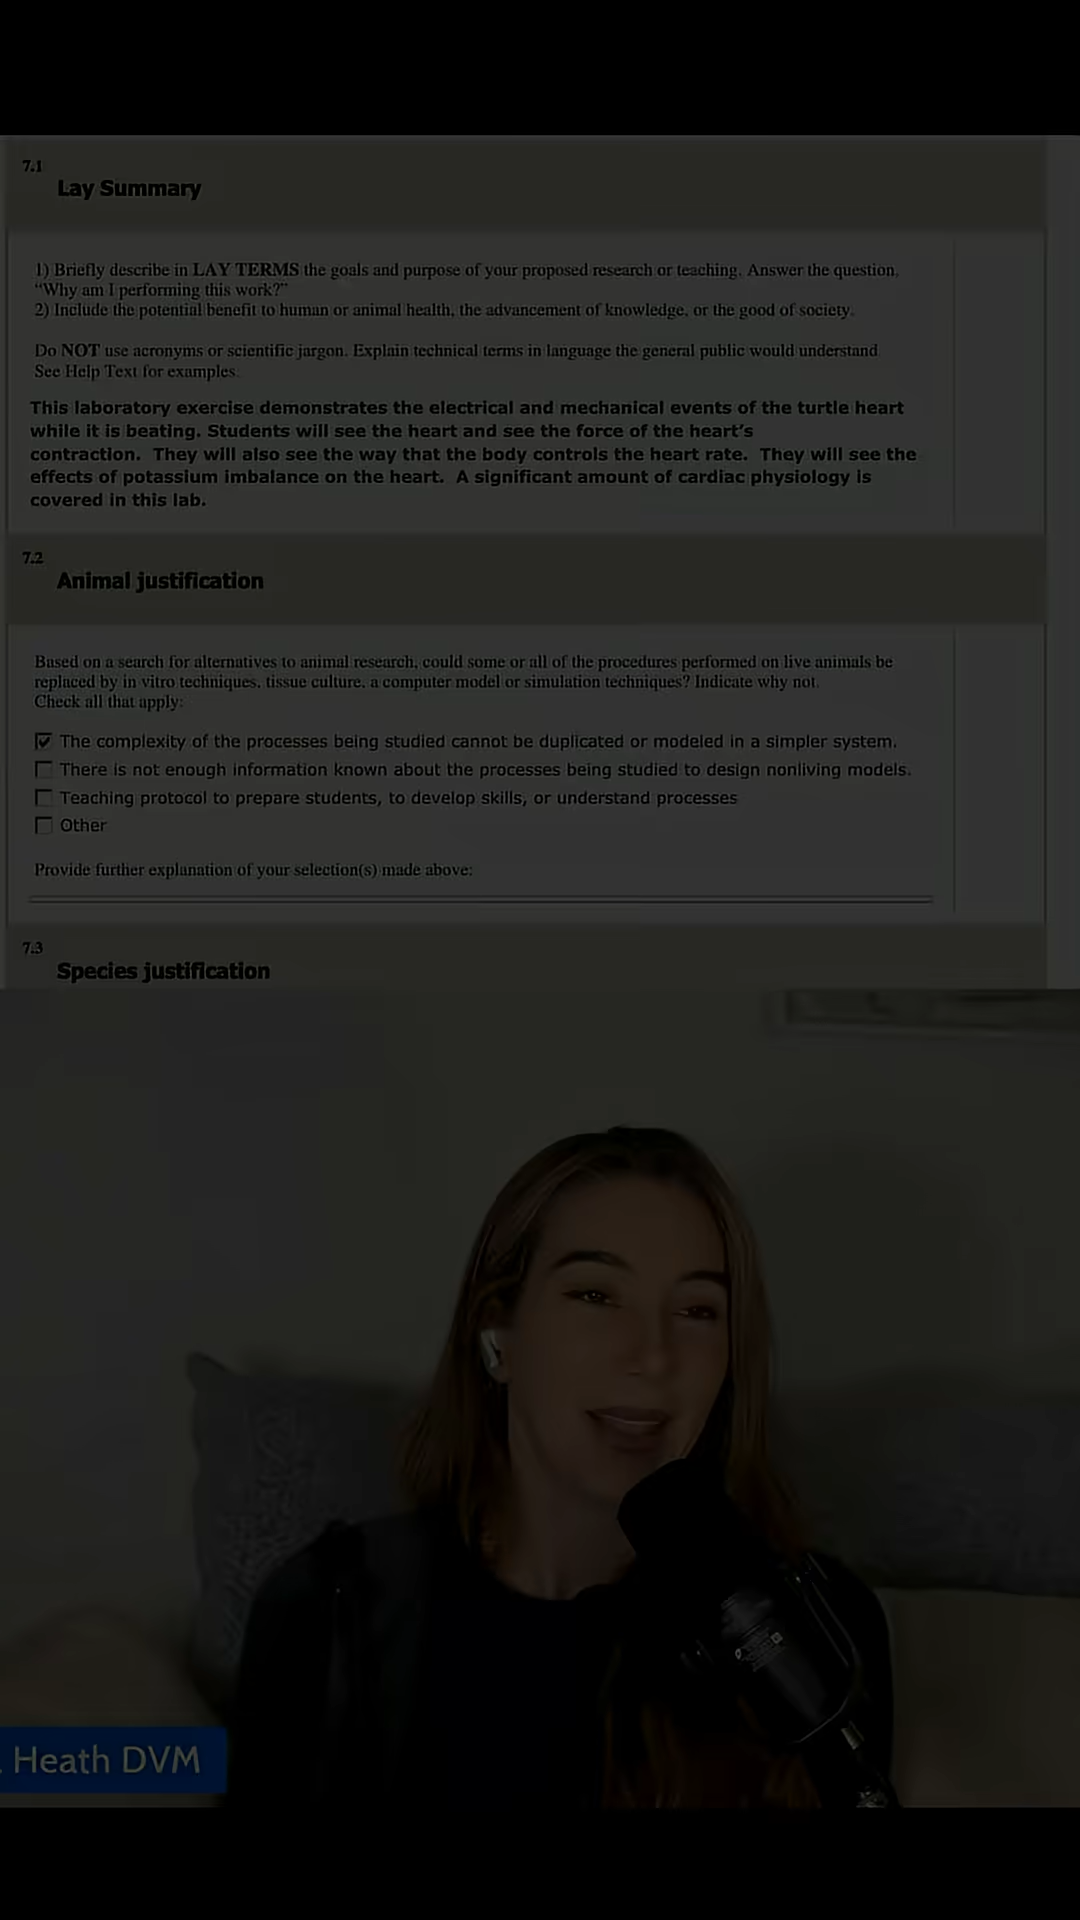 7.1
Lay Summary
1) Briefly describe in LAY TERMS the goals and purpose of your proposed research or teaching. Answer the question,
“Why am I performing this work?”
2) Include the potential benefit to human or animal health, the advancement of knowledge, or the good of society.
Do NOT use acronyms or scientific jargon. Explain technical terms in language the general public would understand
See Help Text for examples.
This laboratory exercise demonstrates the electrical and mechanical events of the turtle heart
while it is beating. Students will see the heart and see the force of the heart’s
contraction. They will also see the way that the body controls the heart rate. They will see the
effects of potassium imbalance on the heart. A significant amount of cardiac physiology is
covered in this lab.
7.2
Animal justification
Based on a search for alternatives to animal research, could some or all of the procedures performed on live animals be
replaced by in vitro techniques, tissue culture, a computer model or simulation techniques? Indicate why not.
Check all that apply:
The complexity of the processes being studied cannot be duplicated or modeled in a simpler system.
There is not enough information known about the processes being studied to design nonliving models.
Teaching protocol to prepare students, to develop skills, or understand processes
Other
Provide further explanation of your selection(s) made above:
7.3
Species justification
. Heath DVM